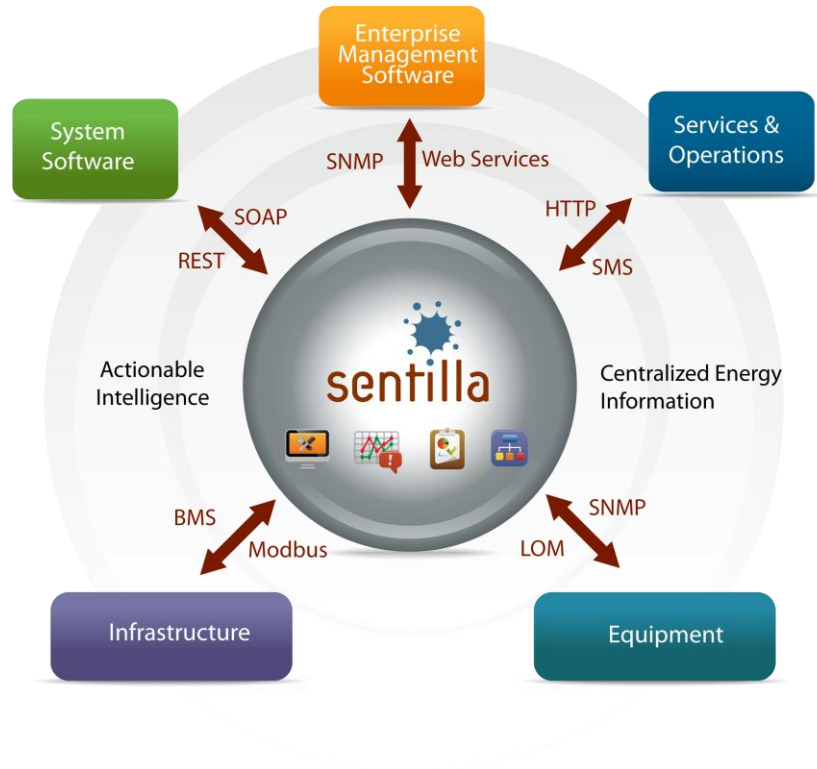 Enterprise
Management
Software
System
Software
Services &
Operations
SNMP
Web Services
SOAP
REST
HTTP
SMS
sentilla
Actionable
Intelligence
Centralized Energy
Information
BMS
Modbus
SNMP
LOM
Infrastructure
Equipment